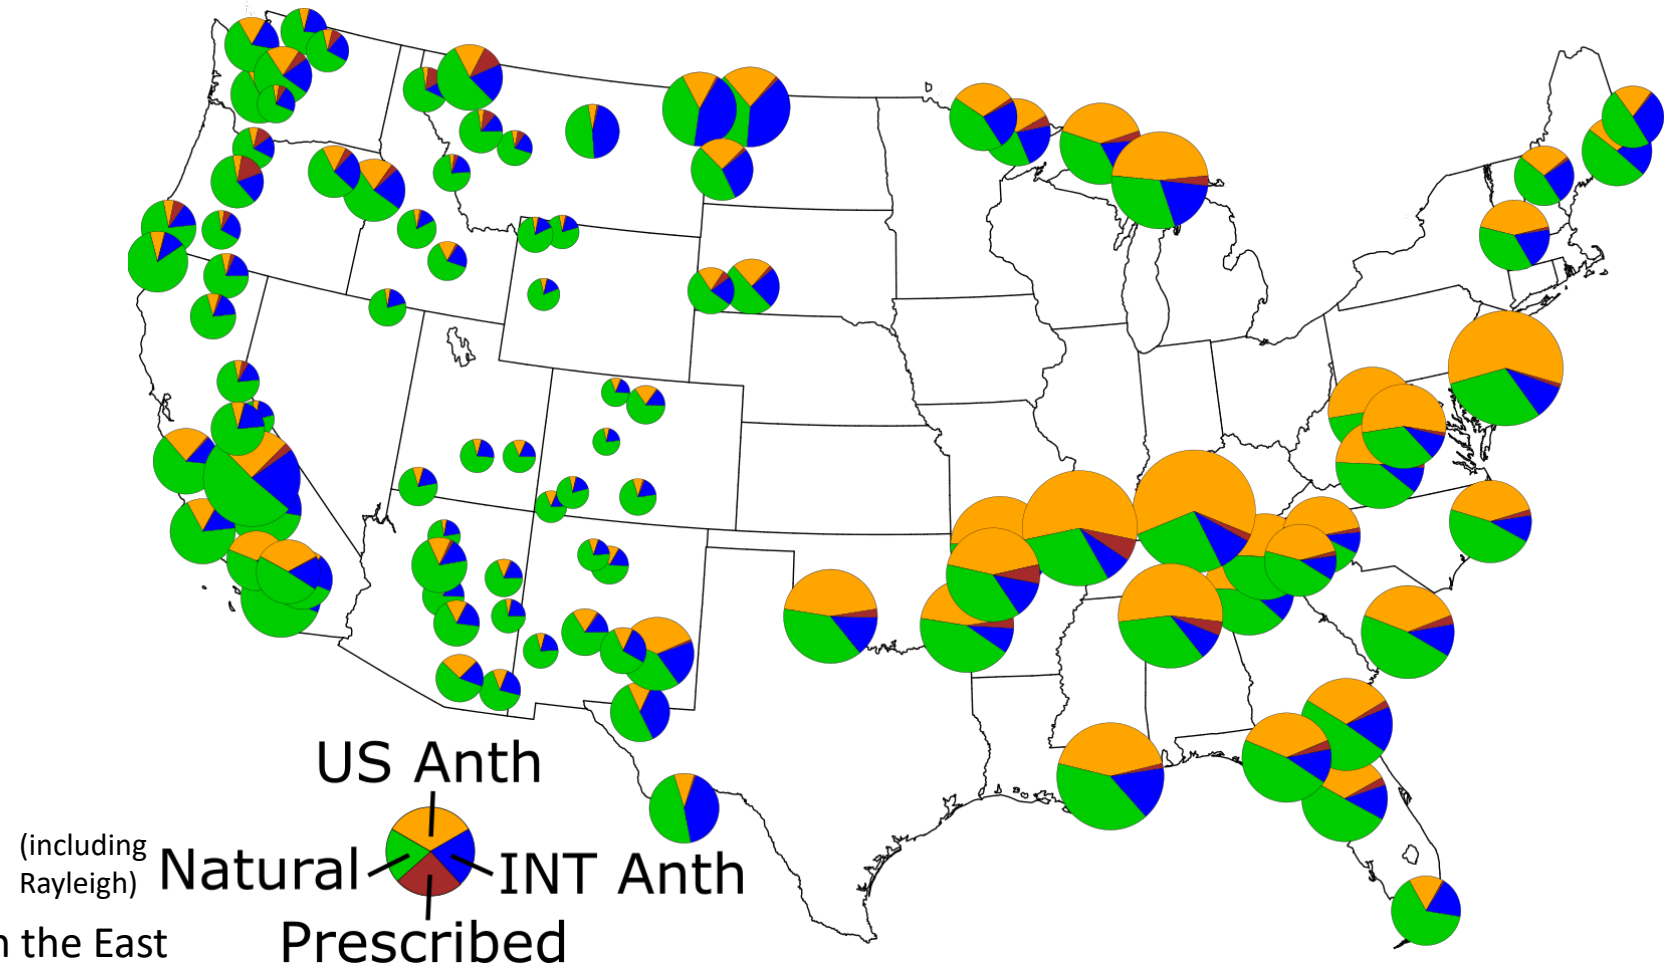 US Anth
(including
Rayleigh)
Natural
INT Anth
Prescribed
the East